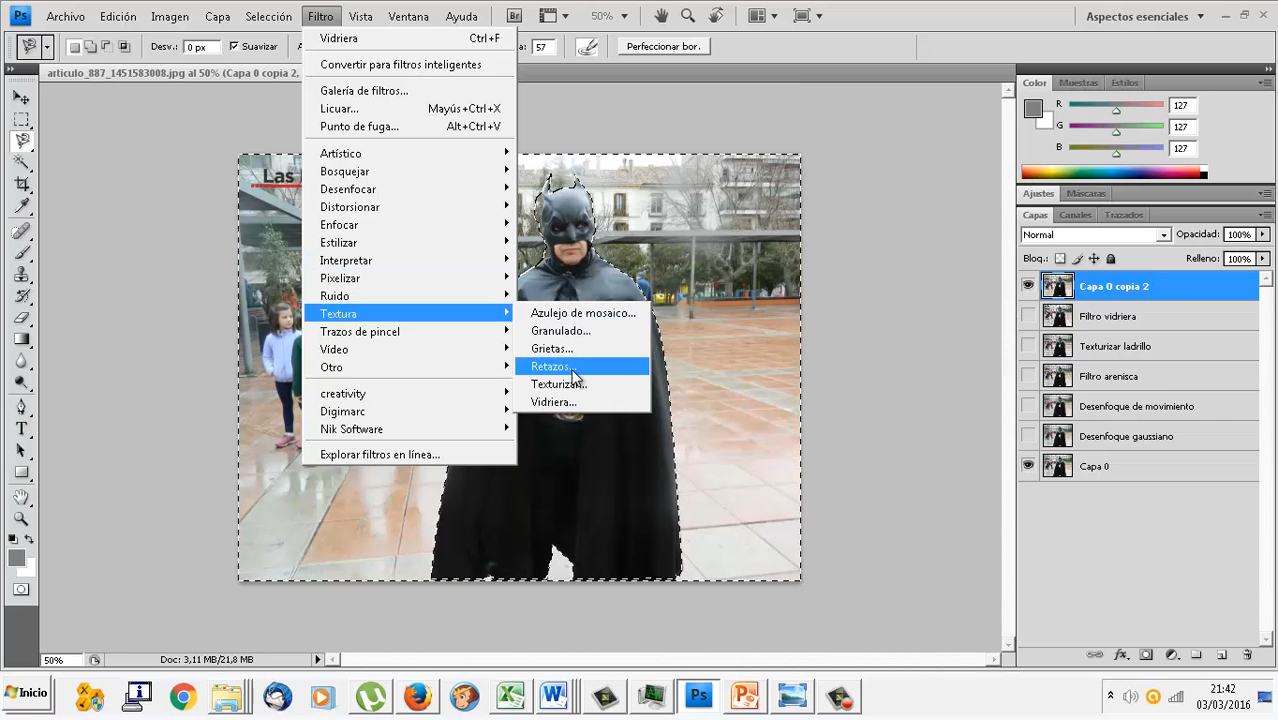 Ps Archivo Edición Imagen Capa Selección Filtro Vista Ventana Ayuda Br 50% Aspectos esenciales
Desv.: 0 px Suavizar 57 Perfeccionar bor.
articulo_887_1451583008.jpg al 50% (Capa 0 copia 2,
Vidriera Ctrl+F
Convertir para filtros inteligentes
Galería de filtros...
Licuar... Mayús+Ctrl+X
Punto de fuga... Alt+Ctrl+V
Artístico
Bosquejar
Desenfocar
Distorsionar
Enfocar
Estilizar
Interpretar
Pixelizar
Ruido
Textura
Trazos de pincel
Vídeo
Otro
creativity
Digimarc
Nik Software
Explorar filtros en línea...
Azulejo de mosaico...
Granulado...
Grietas...
Retazos...
Texturizar...
Vidriera...
Las
Color Muestras Estilos
R 127
G 127
B 127
Ajustes Máscaras
Capas Canales Trazados
Normal Opacidad: 100%
Bloq.: Relleno: 100%
Capa 0 copia 2
Filtro vidriera
Texturizar ladrillo
Filtro arenisca
Desenfoque de movimiento
Desenfoque gaussiano
Capa 0
50% Doc: 3,11 MB/21,8 MB
Inicio
21:42
03/03/2016